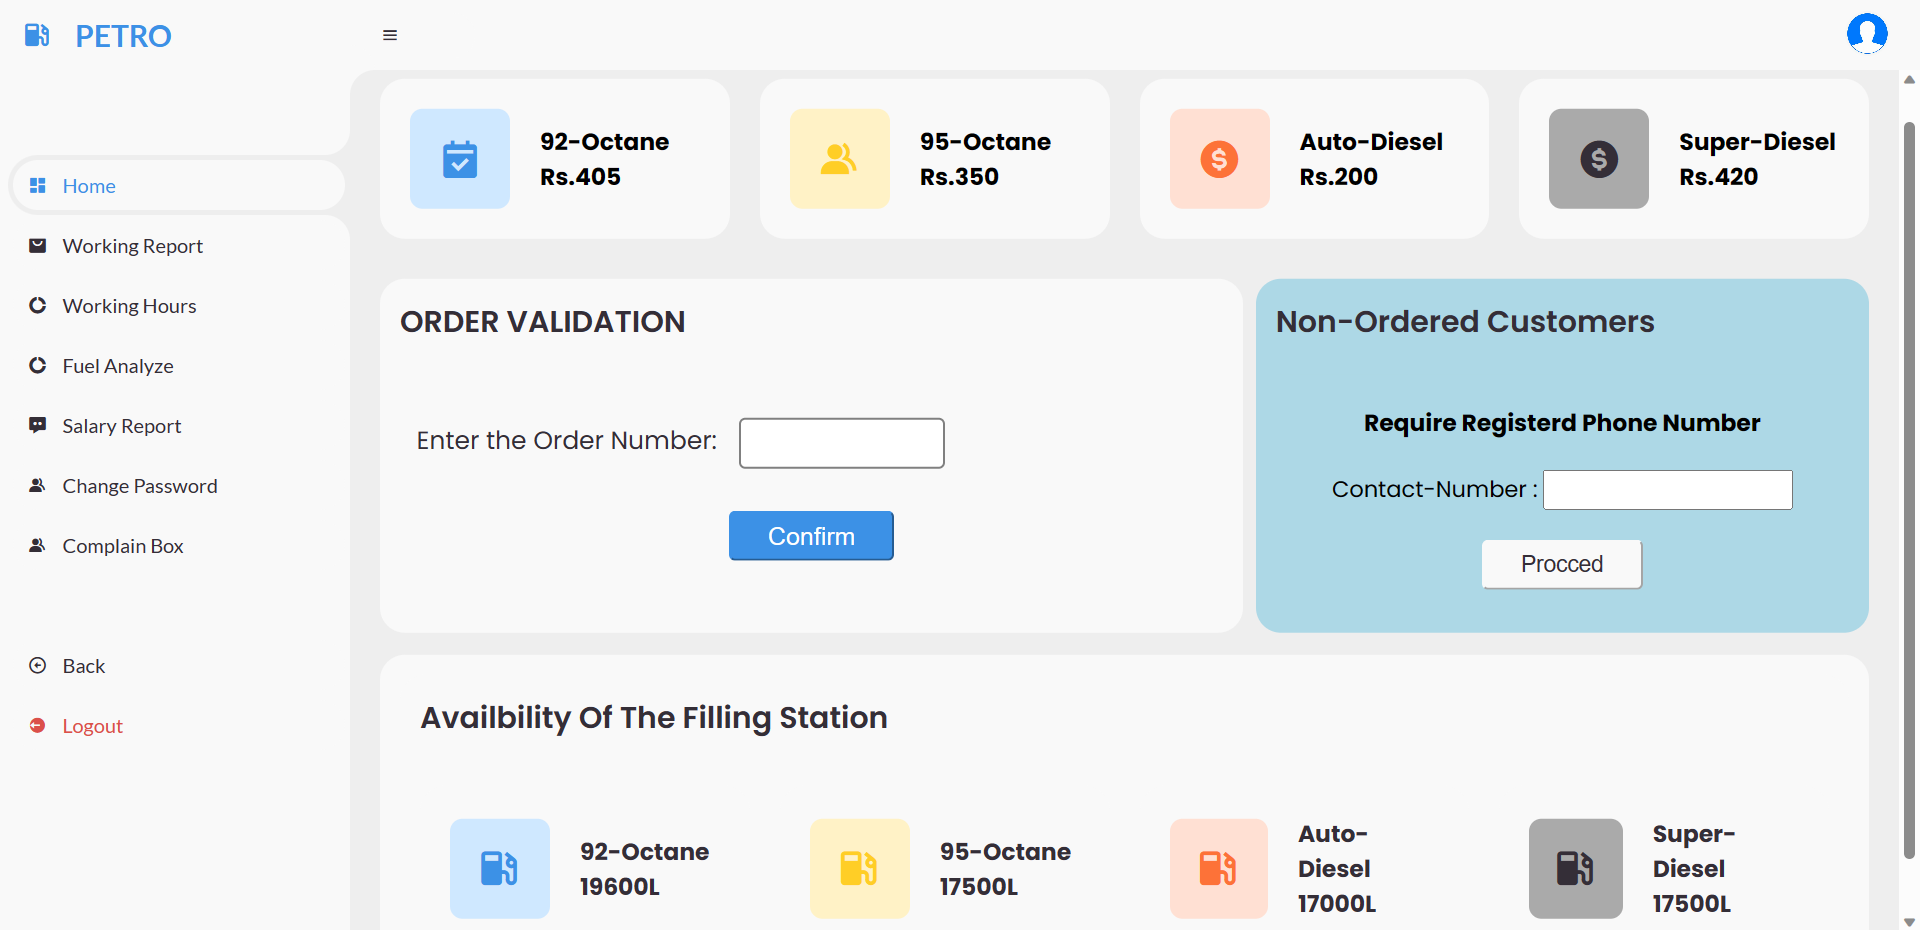 PETRO
Home
Working Report
Working Hours
Fuel Analyze
Salary Report
Change Password
Complain Box
Back
Logout
92-Octane
Rs.405
95-Octane
Rs.350
Auto-Diesel
Rs.200
Super-Diesel
Rs.420
ORDER VALIDATION
Enter the Order Number:
Confirm
Non-Ordered Customers
Require Registerd Phone Number
Contact-Number :
Procced
Availbility Of The Filling Station
92-Octane
19600L
95-Octane
17500L
Auto-
Diesel
17000L
Super-
Diesel
17500L